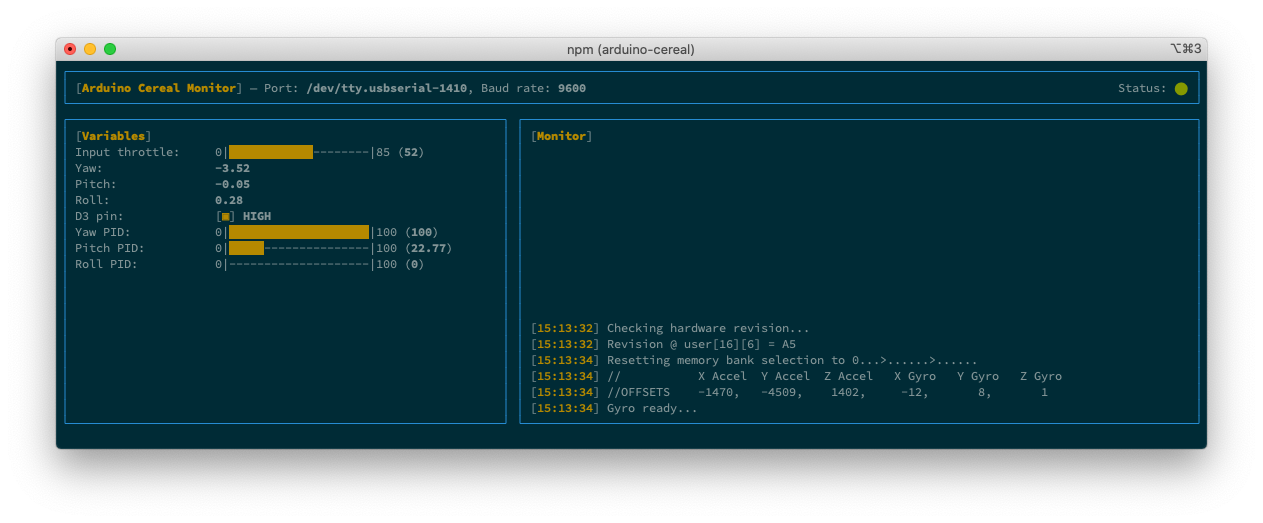 npm (arduino-cereal) ⌥⌘3
[Arduino Cereal Monitor] — Port: /dev/tty.usbserial-1410, Baud rate: 9600 Status:
[Variables]
Input throttle: 0|--------|85 (52)
Yaw: -3.52
Pitch: -0.05
Roll: 0.28
D3 pin: [■] HIGH
Yaw PID: 0||100 (100)
Pitch PID: 0|---------------|100 (22.77)
Roll PID: 0|--------------------|100 (0)
[Monitor]
[15:13:32] Checking hardware revision...
[15:13:32] Revision @ user[16][6] = A5
[15:13:34] Resetting memory bank selection to 0...>......>......
[15:13:34] // X Accel Y Accel Z Accel X Gyro Y Gyro Z Gyro
[15:13:34] //OFFSETS -1470, -4509, 1402, -12, 8, 1
[15:13:34] Gyro ready...